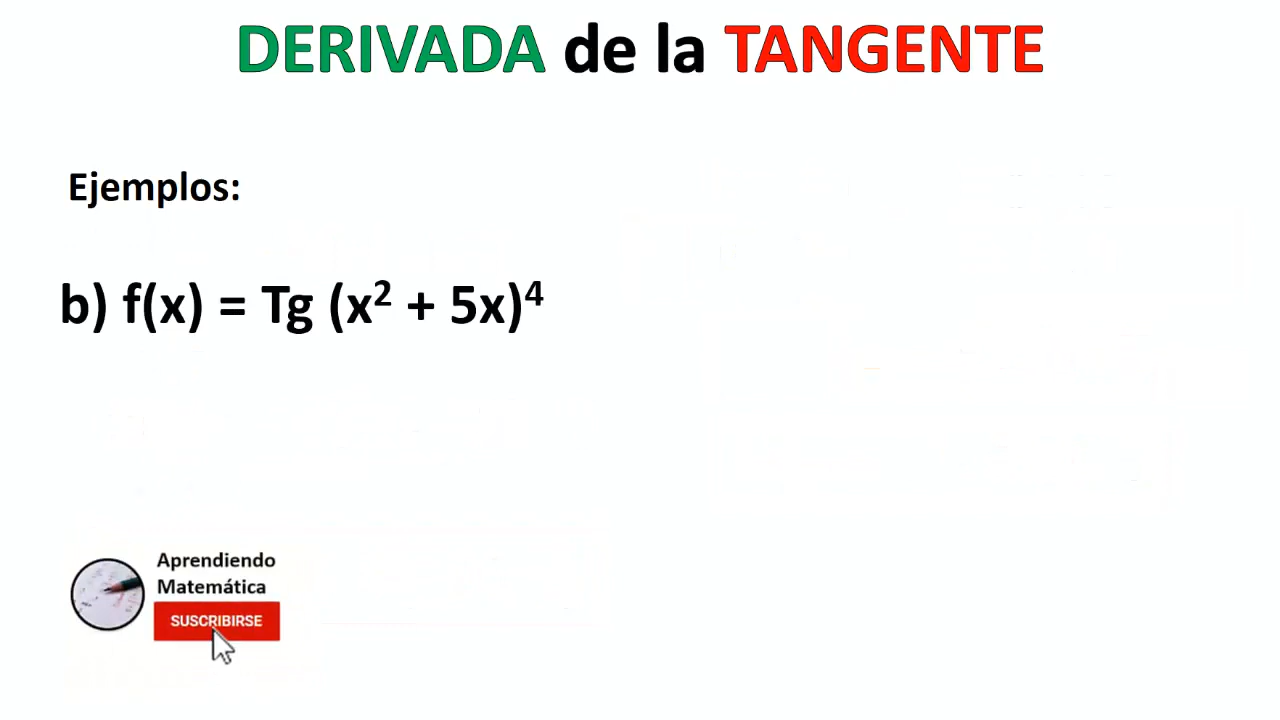 DERIVADA de la TANGENTE
Ejemplos:
b) f(x) = Tg (x² + 5x)⁴
Aprendiendo
Matemática
SUSCRIBIRSE